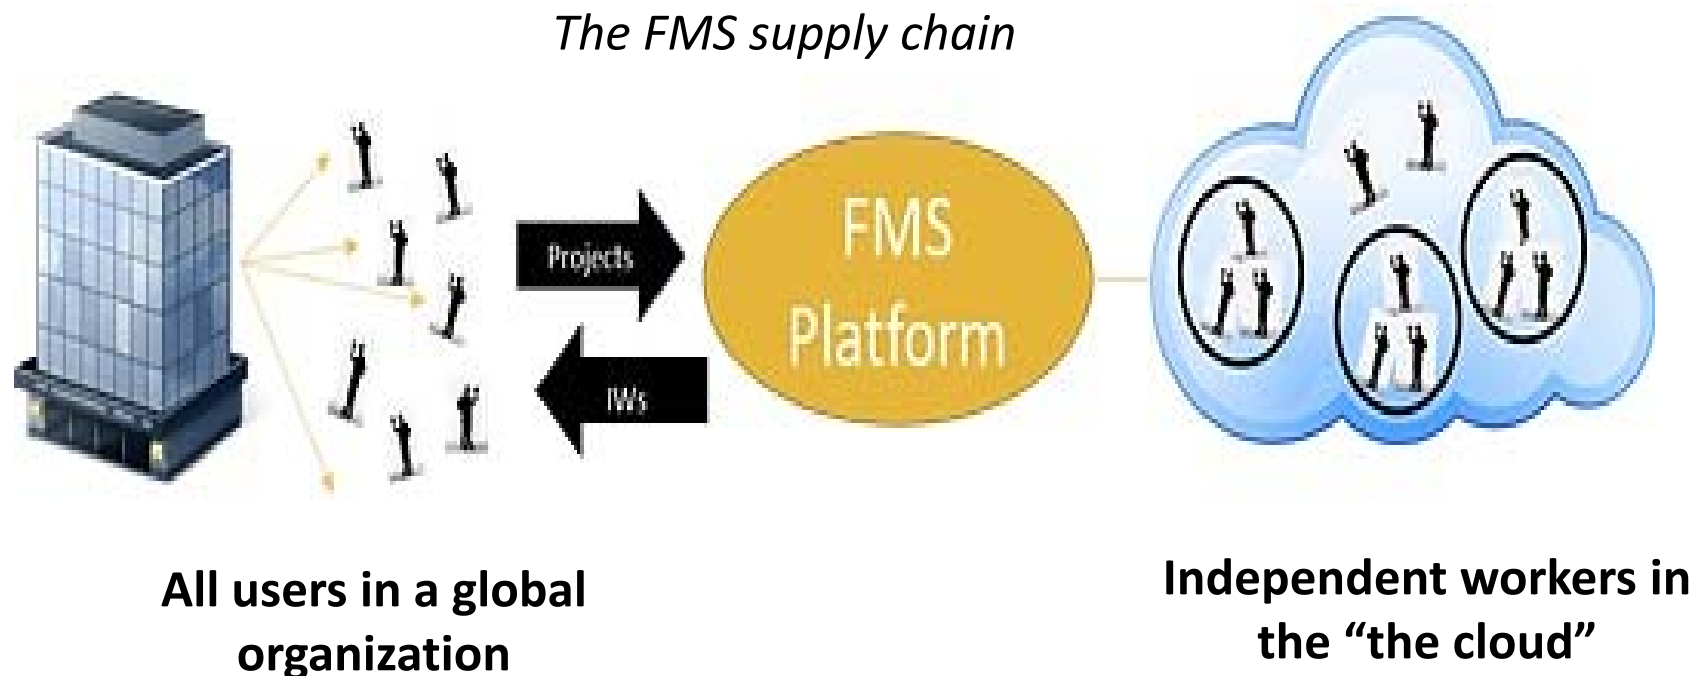 The FMS supply chain
Projects
IWs
FMS
Platform
All users in a global
organization
Independent workers in
the “the cloud”